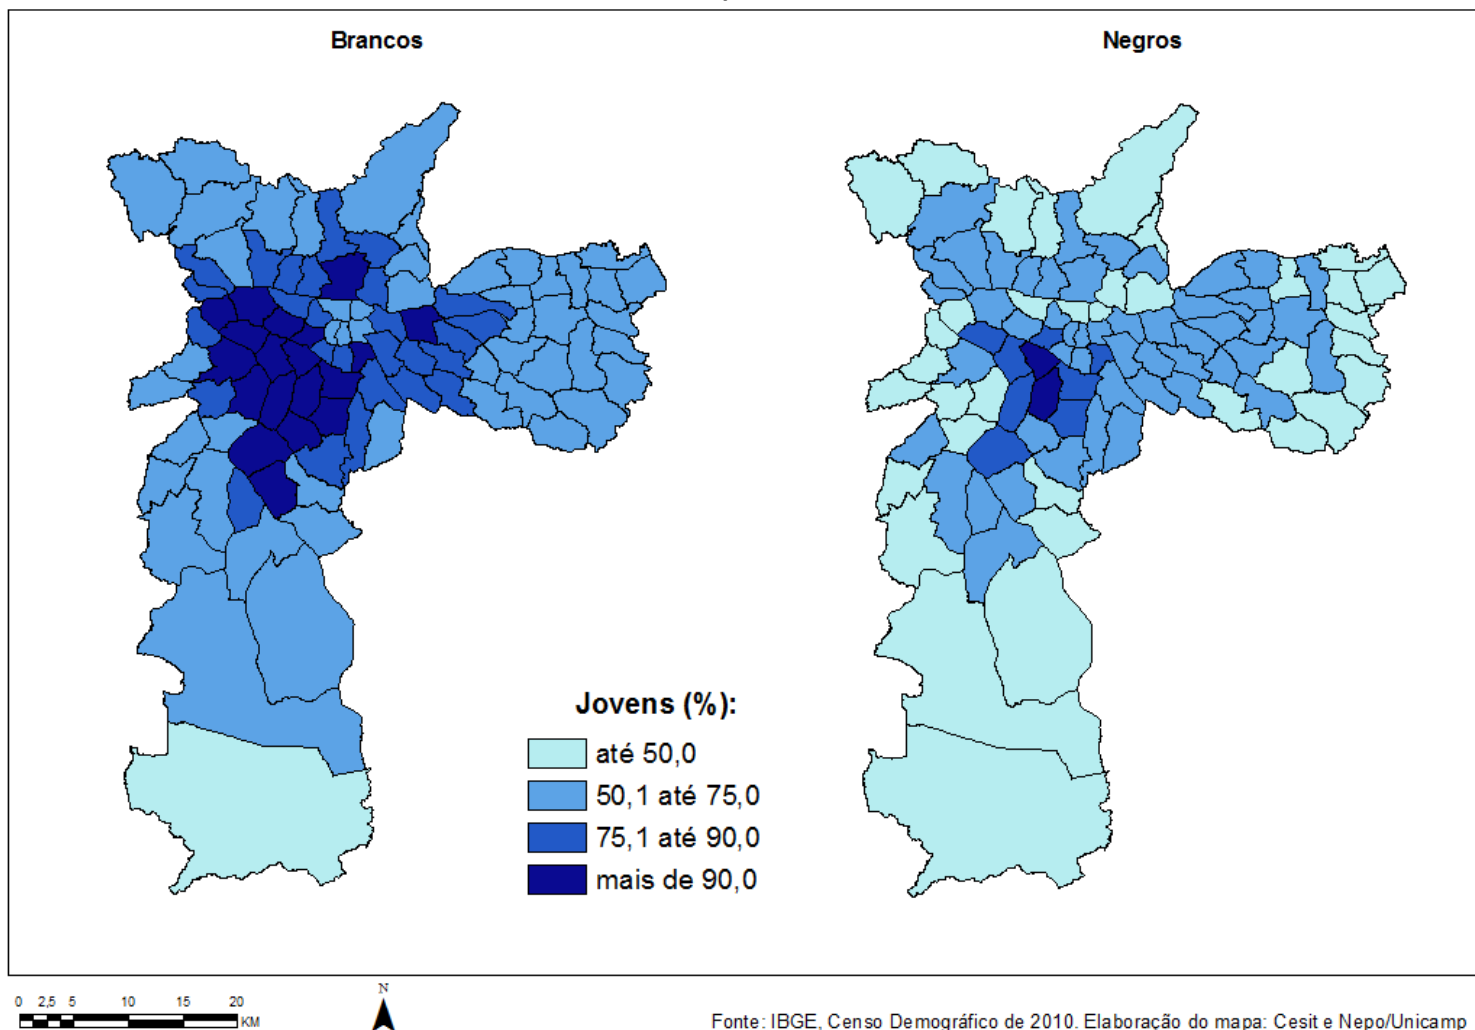 Brancos
Negros
Jovens (%):
até 50,0
50,1 até 75,0
75,1 até 90,0
mais de 90,0
0 2,5 5 10 15 20
KM
N
Fonte: IBGE, Censo Demográfico de 2010. Elaboração do mapa: Cesit e Nepo/Unicamp